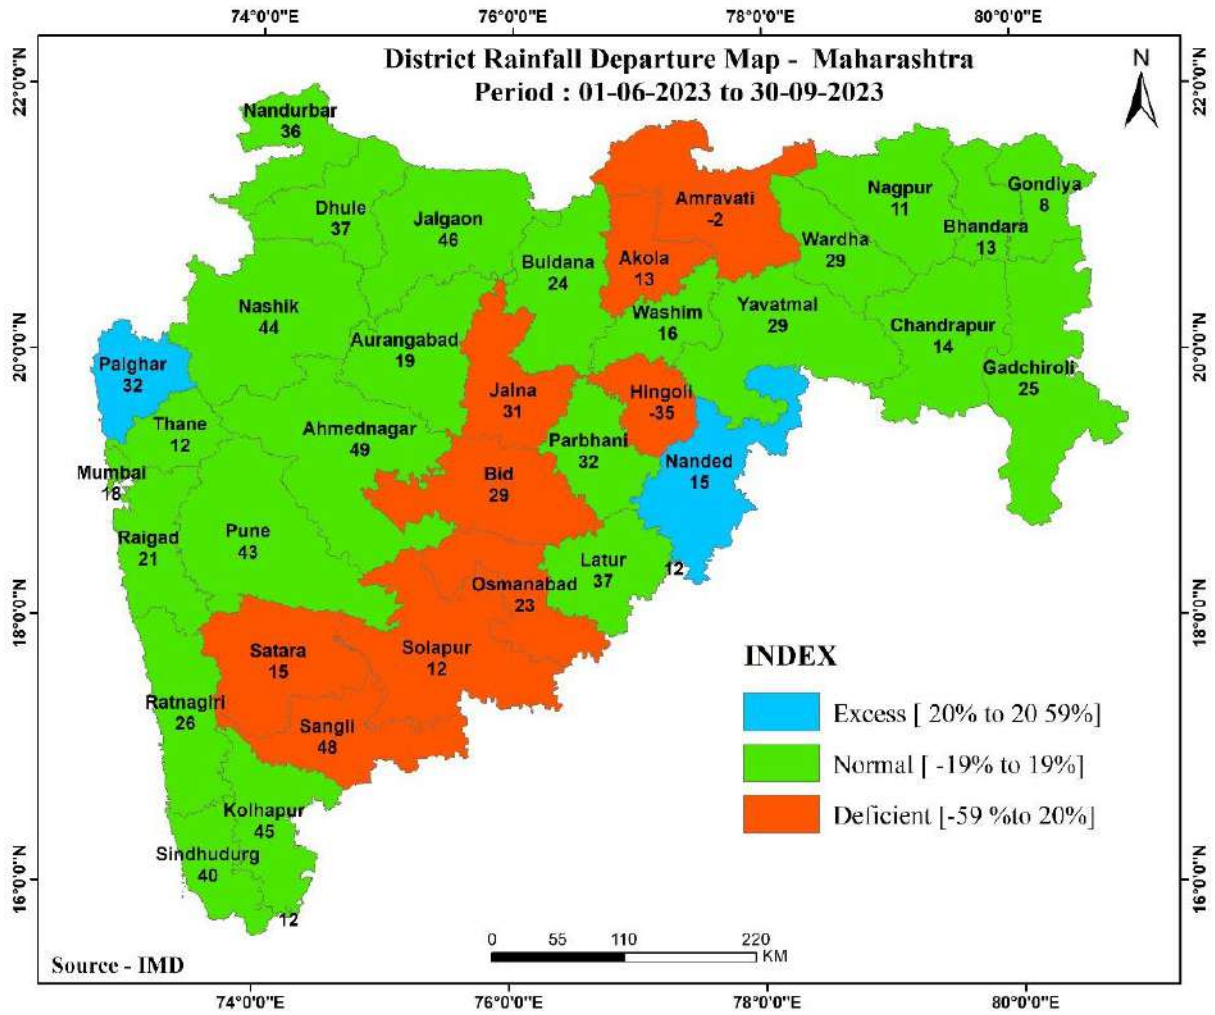 74°0'0"E 76°0'0"E 78°0'0"E 80°0'0"E
District Rainfall Departure Map - Maharashtra
Period : 01-06-2023 to 30-09-2023
N
22°0'0"N
22°0'0"N
Nandurbar
36
Dhule
37
Jalgaon
46
Buldana
24
Amravati
-2
Akola
13
Nagpur
11
Gondiya
8
Bhandara
13
Wardha
29
Nashik
44
Aurangabad
19
Washim
16
Yavatmal
29
Chandrapur
14
Gadchiroli
25
20°0'0"N
20°0'0"N
Palghar
32
Thane
12
Mumbai
18
Ahmednagar
49
Jalna
31
Hingoli
-35
Parbhani
32
Nanded
15
Bid
29
Raigad
21
Pune
43
Latur
37
12
Osmanabad
23
18°0'0"N
18°0'0"N
Satara
15
Solapur
12
Ratnagiri
26
Sangli
48
Kolhapur
45
Sindhudurg
40
12
16°0'0"N
16°0'0"N
INDEX
Excess [ 20% to 20 59%]
Normal [ -19% to 19%]
Deficient [-59 %to 20%]
0 55 110 220
KM
Source - IMD
74°0'0"E 76°0'0"E 78°0'0"E 80°0'0"E